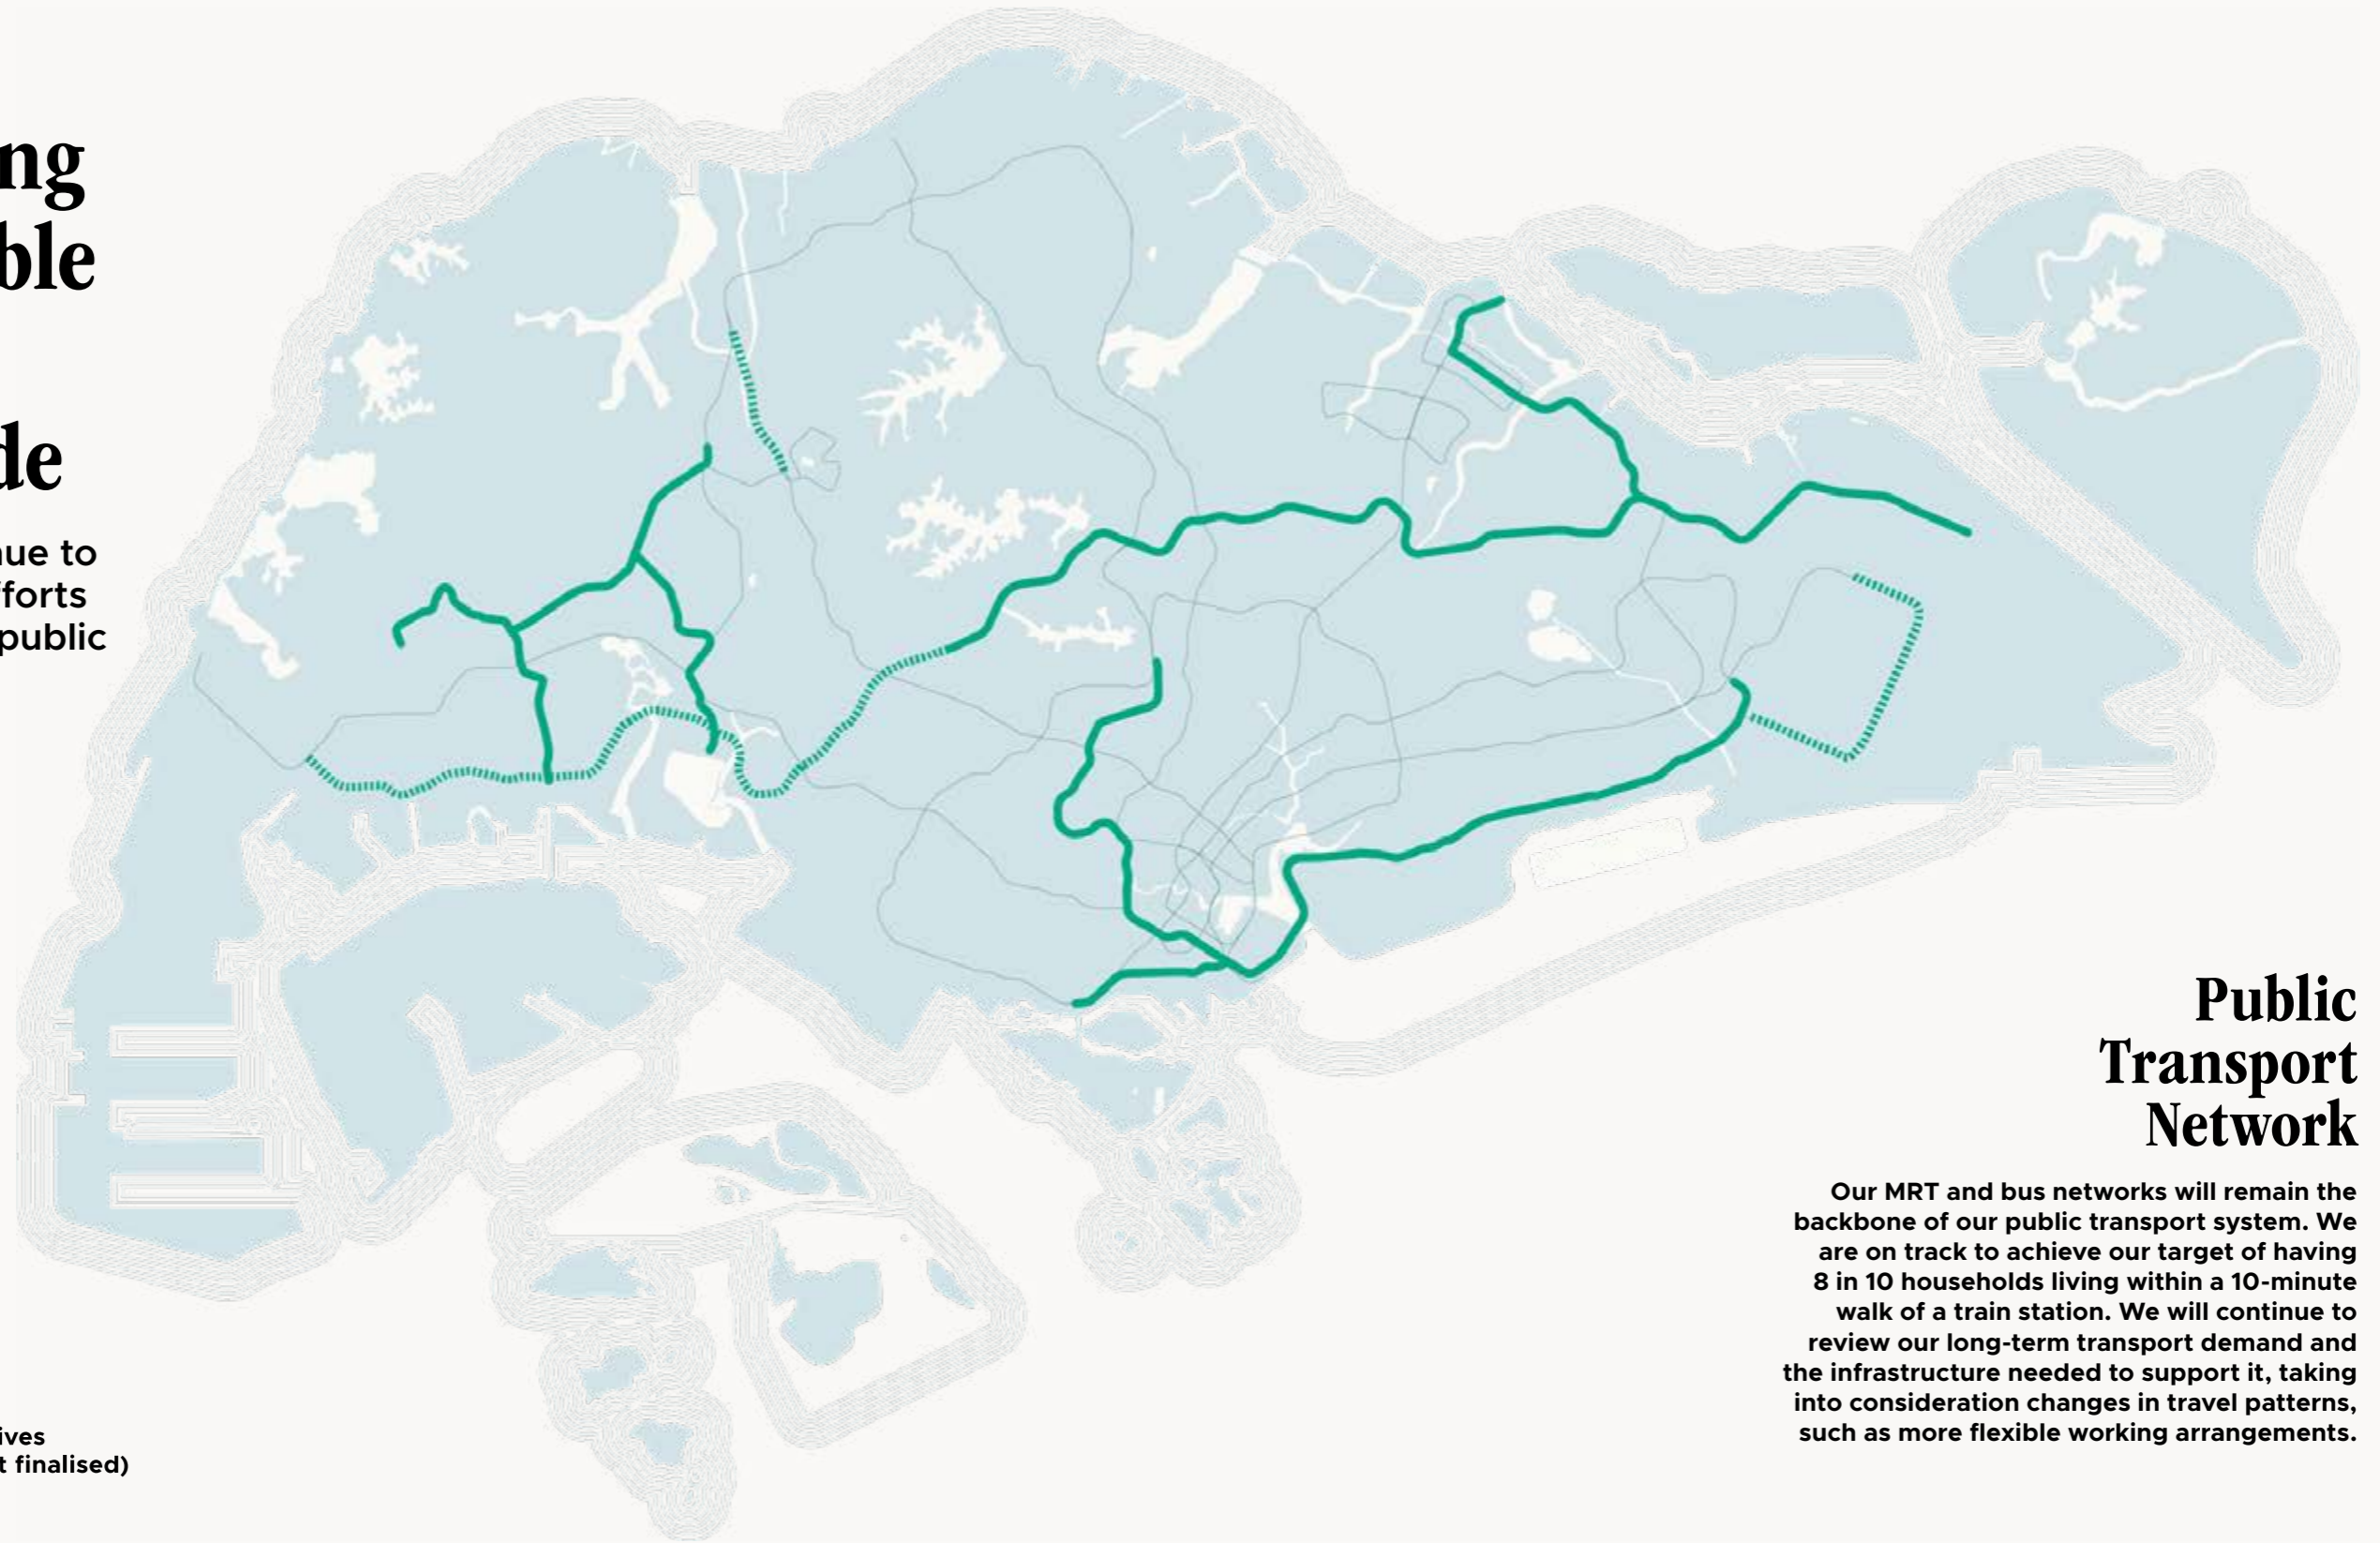 ng
ble
de
nue to
forts
public
ives
t finalised)
Public
Transport
Network
Our MRT and bus networks will remain the
backbone of our public transport system. We
are on track to achieve our target of having
8 in 10 households living within a 10-minute
walk of a train station. We will continue to
review our long-term transport demand and
the infrastructure needed to support it, taking
into consideration changes in travel patterns,
such as more flexible working arrangements.